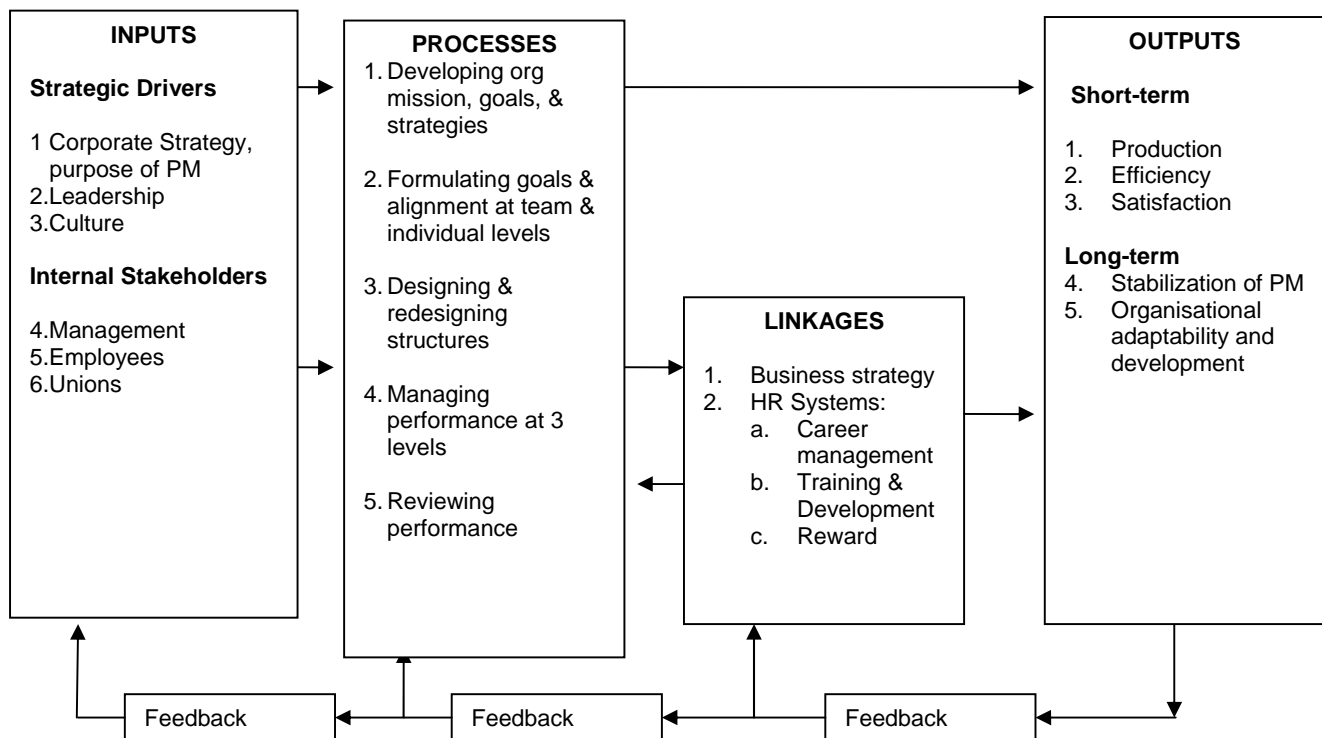 INPUTS
Strategic Drivers
1 Corporate Strategy,
purpose of PM
2.Leadership
3.Culture
Internal Stakeholders
4.Management
5.Employees
6.Unions
PROCESSES
1. Developing org
mission, goals, &
strategies
2. Formulating goals &
alignment at team &
individual levels
3. Designing &
redesigning
structures
4. Managing
performance at 3
levels
5. Reviewing
performance
LINKAGES
1. Business strategy
2. HR Systems:
a. Career
management
b. Training &
Development
c. Reward
OUTPUTS
Short-term
1. Production
2. Efficiency
3. Satisfaction
Long-term
4. Stabilization of PM
5. Organisational
adaptability and
development
Feedback
Feedback
Feedback